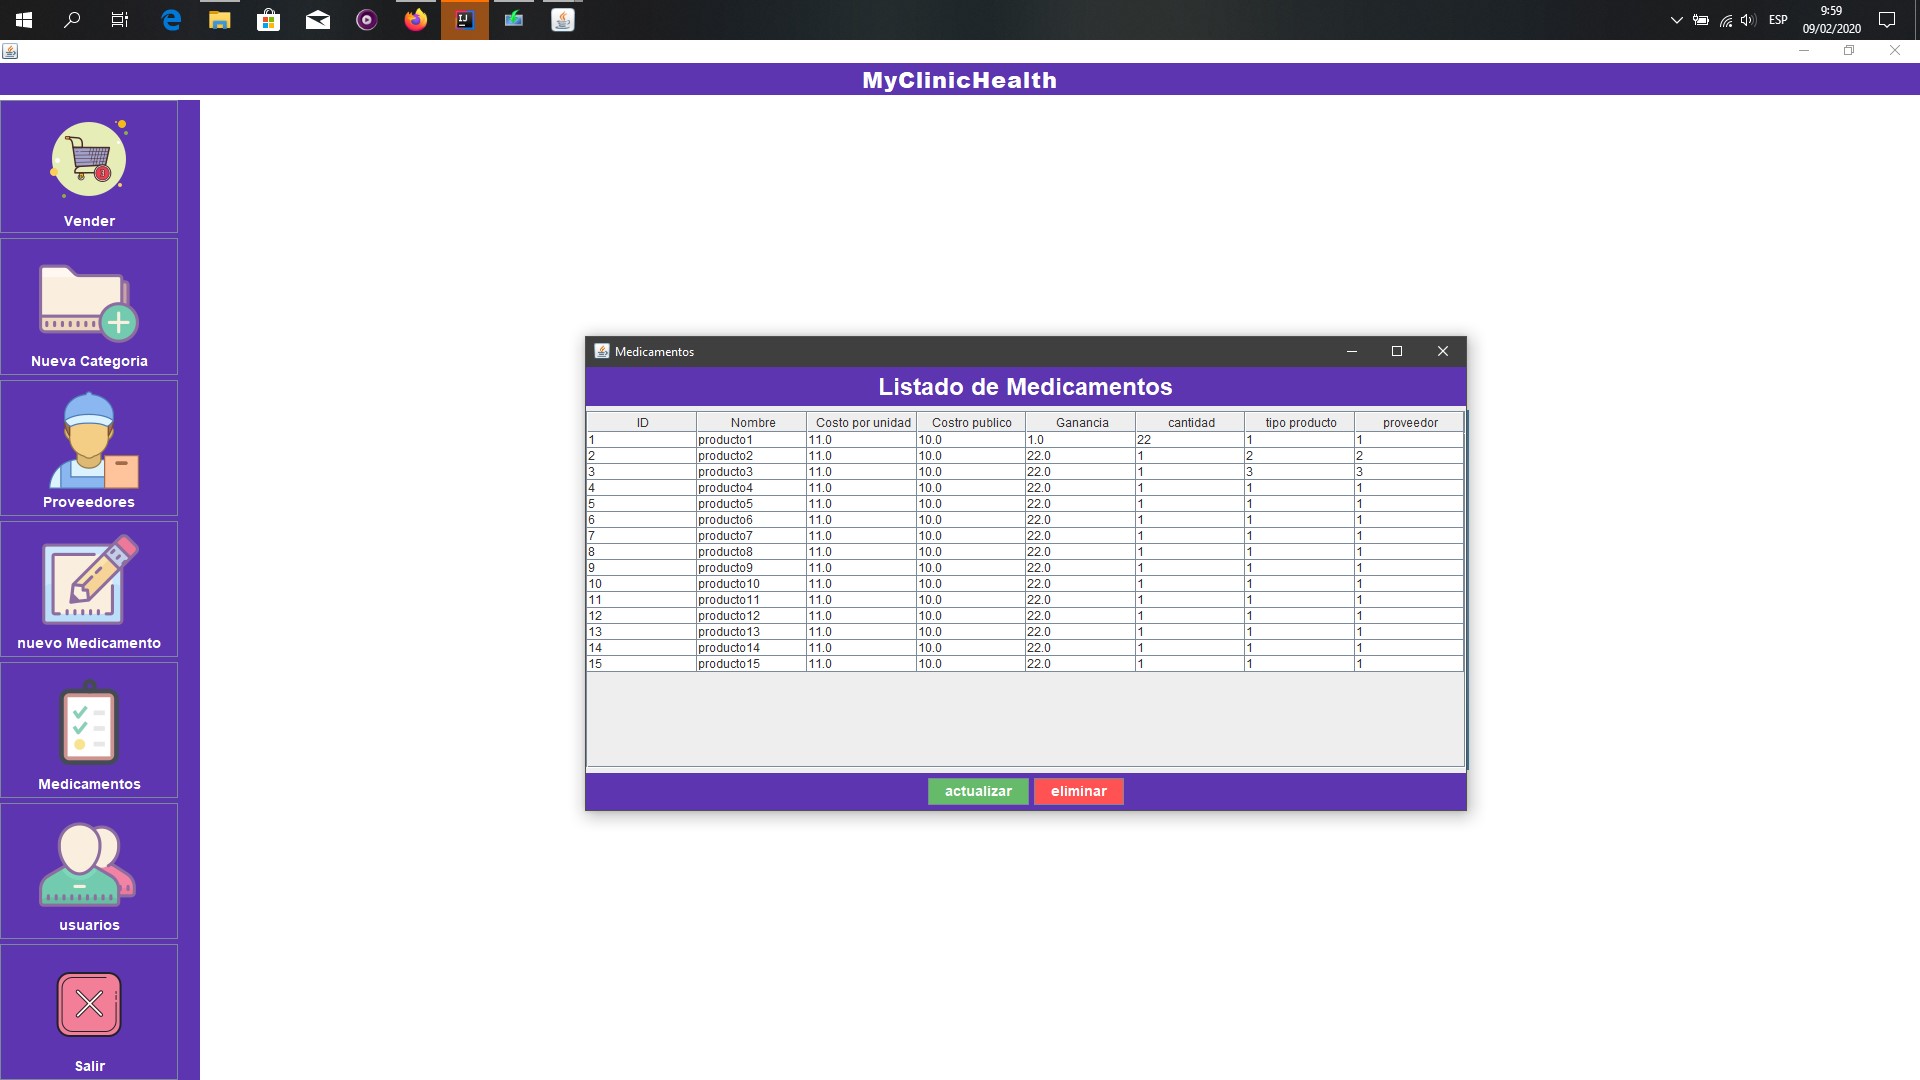 ESP
9:59
09/02/2020
MyClinicHealth
Vender
Nueva Categoria
Proveedores
nuevo Medicamento
Medicamentos
usuarios
Salir
Medicamentos
Listado de Medicamentos
ID Nombre Costo por unidad Costro publico Ganancia cantidad tipo producto proveedor
1 producto1 11.0 10.0 1.0 22 1 1
2 producto2 11.0 10.0 22.0 1 2 2
3 producto3 11.0 10.0 22.0 1 3 3
4 producto4 11.0 10.0 22.0 1 1 1
5 producto5 11.0 10.0 22.0 1 1 1
6 producto6 11.0 10.0 22.0 1 1 1
7 producto7 11.0 10.0 22.0 1 1 1
8 producto8 11.0 10.0 22.0 1 1 1
9 producto9 11.0 10.0 22.0 1 1 1
10 producto10 11.0 10.0 22.0 1 1 1
11 producto11 11.0 10.0 22.0 1 1 1
12 producto12 11.0 10.0 22.0 1 1 1
13 producto13 11.0 10.0 22.0 1 1 1
14 producto14 11.0 10.0 22.0 1 1 1
15 producto15 11.0 10.0 22.0 1 1 1
actualizar eliminar